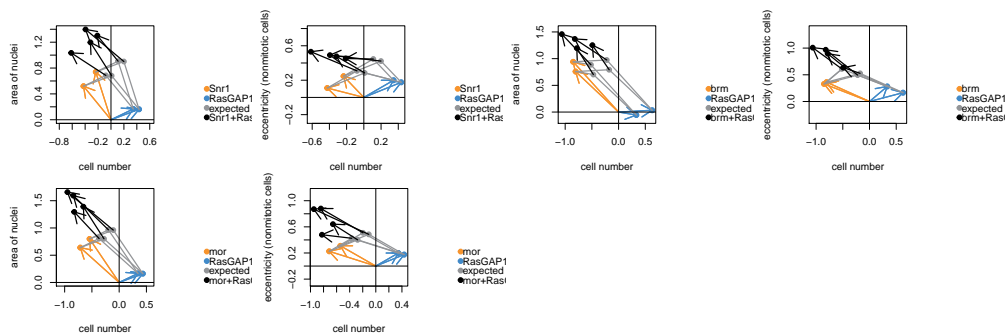 area of nuclei
0.0 0.4 0.8 1.2
−0.6 −0.2 0.2 0.6
cell number
Snr1
RasGAP1
expected
Snr1+Ras
eccentricity (nonmitotic cells)
−0.2 0.2 0.6
−0.6 −0.2 0.2
cell number
Snr1
RasGAP1
expected
Snr1+Ras
area of nuclei
0.0 0.5 1.0 1.5
−1.0 0.0 0.5
cell number
brm
RasGAP1
expected
brm+Ras
eccentricity (nonmitotic cells)
0.0 0.5 1.0
−1.0 0.0 0.5
cell number
brm
RasGAP1
expected
brm+Ras
area of nuclei
0.0 0.5 1.0 1.5
−1.0 0.0 0.5
cell number
mor
RasGAP1
expected
mor+Ras
eccentricity (nonmitotic cells)
−0.2 0.2 0.6 1.0
−1.0 −0.4 0.0 0.4
cell number
mor
RasGAP1
expected
mor+Ras